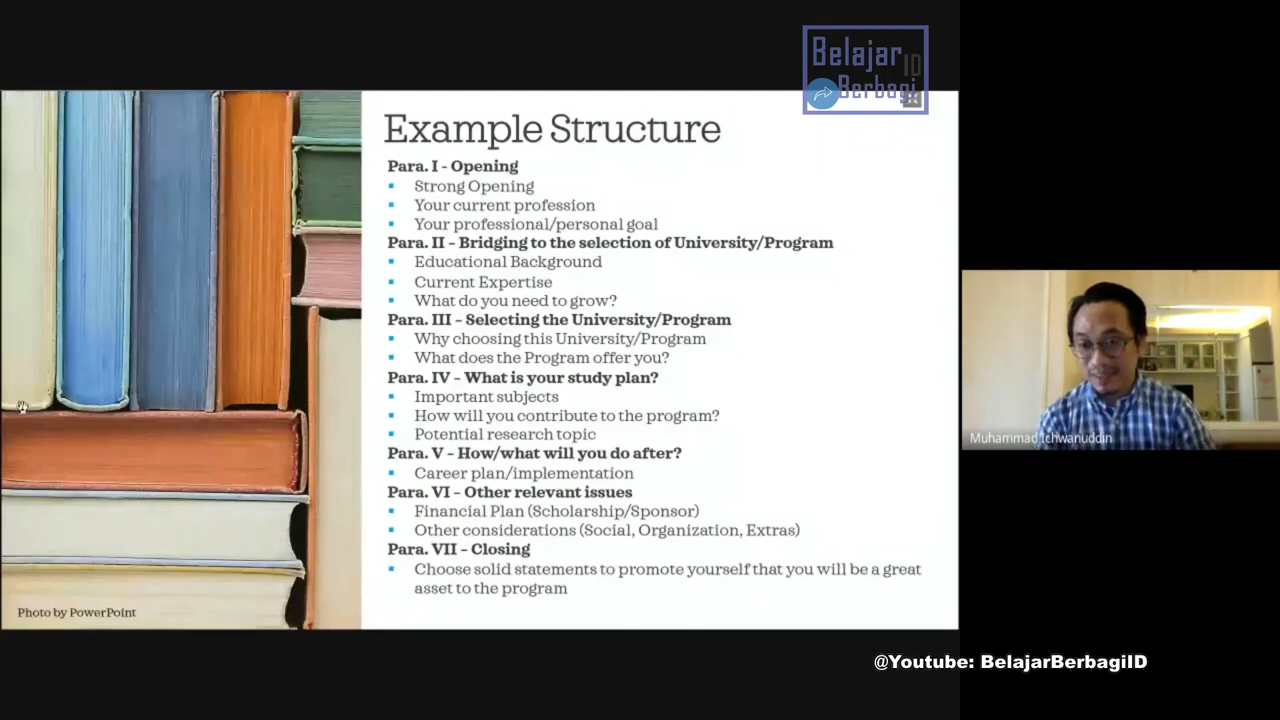 Belajar ID
Berbagi
Example Structure
Para. I - Opening
▪ Strong Opening
▪ Your current profession
▪ Your professional/personal goal
Para. II – Bridging to the selection of University/Program
▪ Educational Background
▪ Current Expertise
▪ What do you need to grow?
Para. III – Selecting the University/Program
▪ Why choosing this University/Program
▪ What does the Program offer you?
Para. IV – What is your study plan?
▪ Important subjects
▪ How will you contribute to the program?
▪ Potential research topic
Para. V – How/what will you do after?
▪ Career plan/implementation
Para. VI – Other relevant issues
▪ Financial Plan (Scholarship/Sponsor)
▪ Other considerations (Social, Organization, Extras)
Para. VII – Closing
▪ Choose solid statements to promote yourself that you will be a great
asset to the program
Photo by PowerPoint
Muhammad Ichwanuddin
@Youtube: BelajarBerbagiID